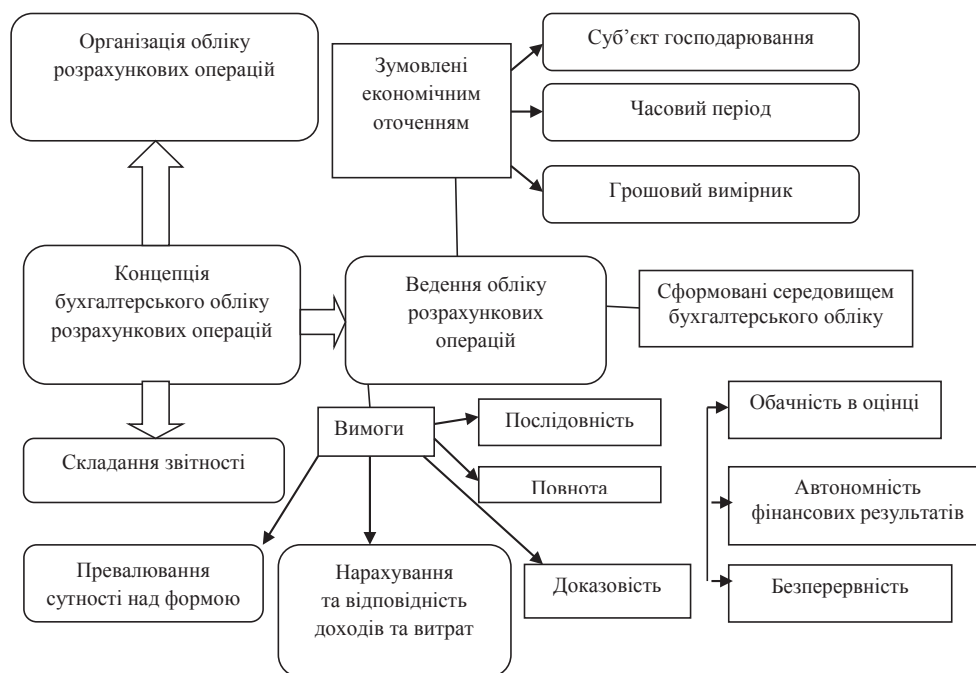 Організація обліку
розрахункових операцій
Зумовлені
економічним
оточенням
Суб’єкт господарювання
Часовий період
Грошовий вимірник
Концепція
бухгалтерського обліку
розрахункових операцій
Ведення обліку
розрахункових
операцій
Сформовані середовищем
бухгалтерського обліку
Складання звітності
Вимоги
Послідовність
Повнота
Обачність в оцінці
Автономність
фінансових результатів
Безперервність
Превалювання
сутності над формою
Нарахування
та відповідність
доходів та витрат
Доказовість